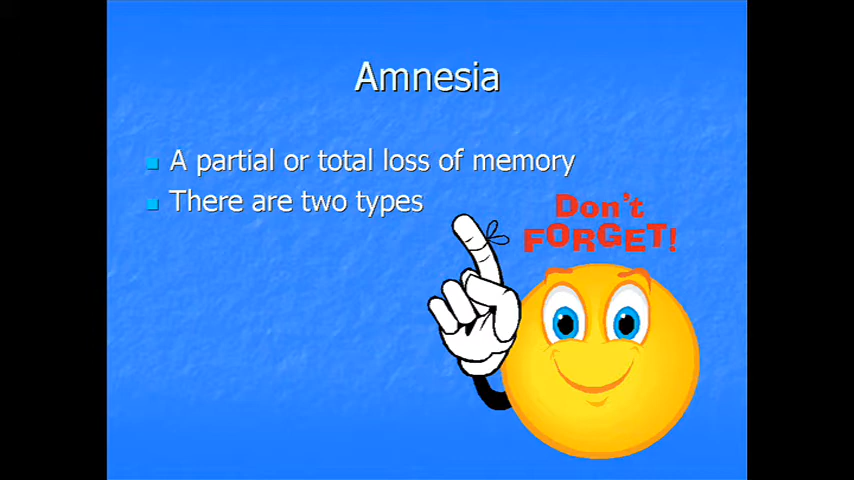 Amnesia
A partial or total loss of memory
There are two types
Don't
FORGET!